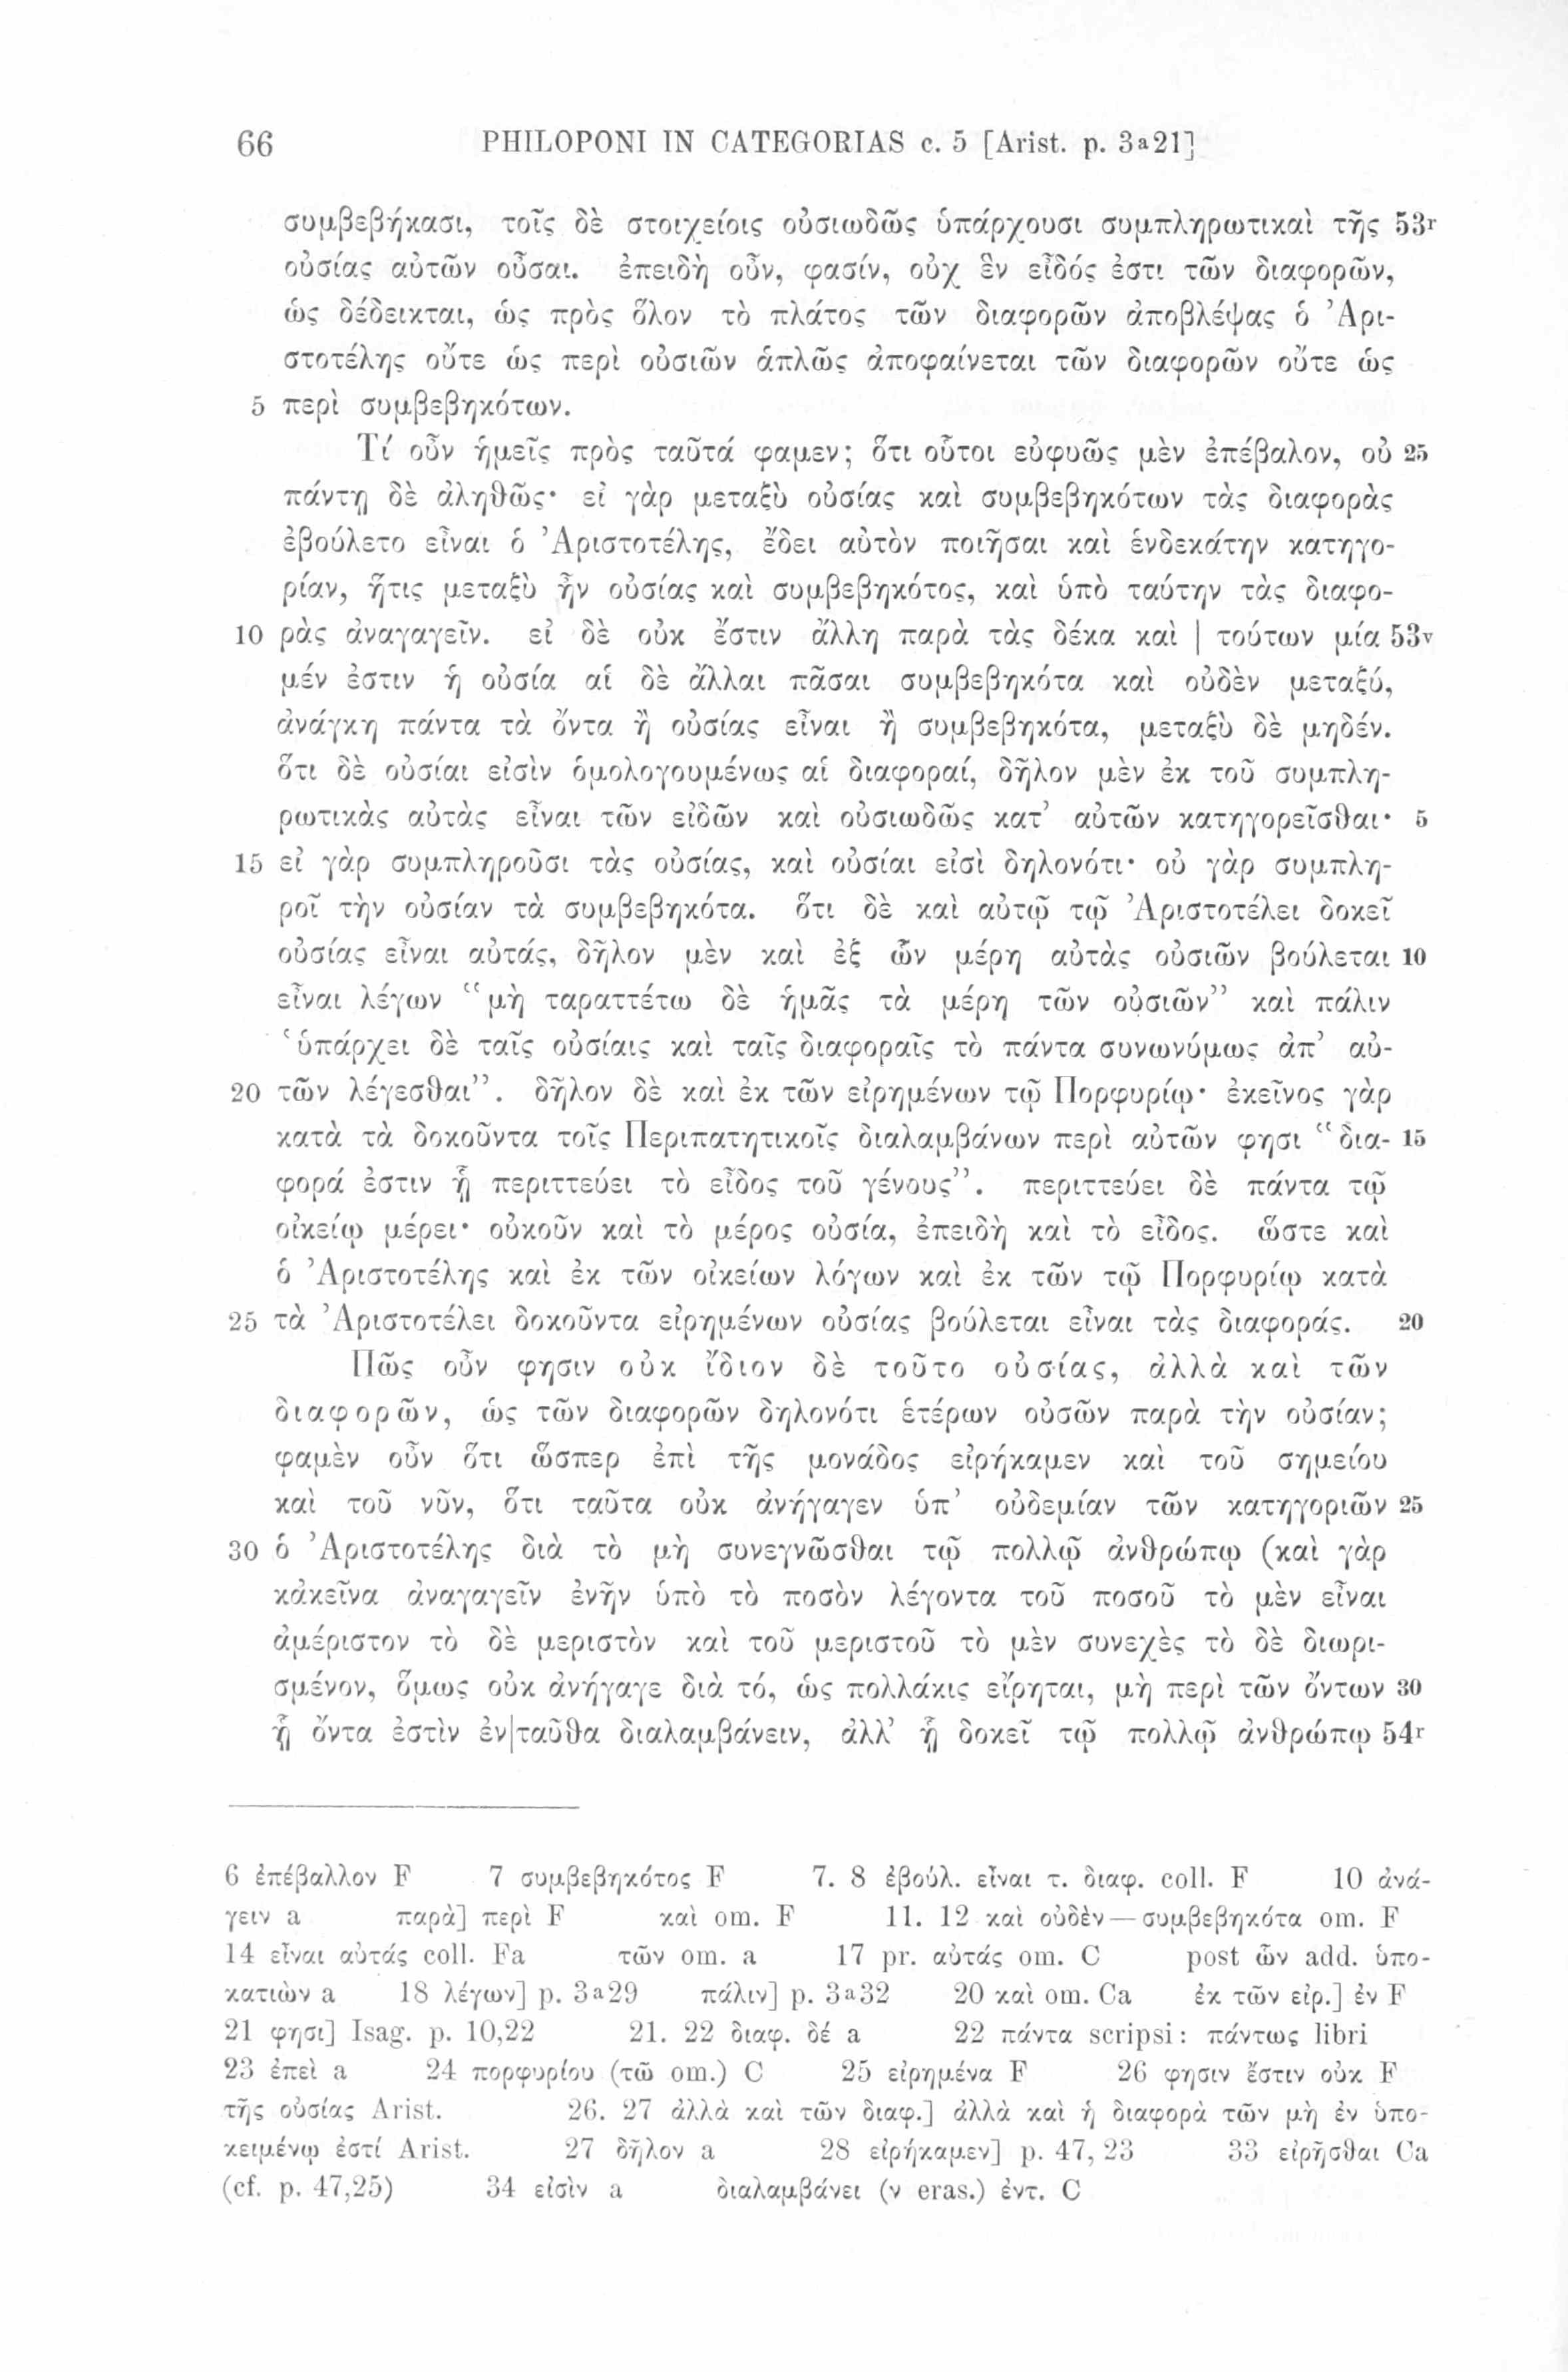 66 PHILOPONI IN CATEGORIAS c. 5 [Arist. p. 3a21]
συμβεβήκασι, τοῖς δὲ στοιχείοις οὐσιωδῶς ὑπάρχουσι συμπληρωτικαὶ τῆς 53r
οὐσίας αὐτῶν οὖσαι. ἐπειδὴ οὖν, φασίν, οὐχ ἓν εἶδός ἐστι τῶν διαφορῶν,
ὡς δέδεικται, ὡς πρὸς ὅλον τὸ πλάτος τῶν διαφορῶν ἀποβλέψας ὁ Ἀρι-
στοτέλης οὔτε ὡς περὶ οὐσιῶν ἁπλῶς ἀποφαίνεται τῶν διαφορῶν οὔτε ὡς
5 περὶ συμβεβηκότων.
Τί οὖν ἡμεῖς πρὸς ταῦτά φαμεν; ὅτι οὗτοι εὐφυῶς μὲν ἐπέβαλον, οὐ 25
πάντῃ δὲ ἀληθῶς· εἰ γὰρ μεταξὺ οὐσίας καὶ συμβεβηκότων τὰς διαφορὰς
ἐβούλετο εἶναι ὁ Ἀριστοτέλης, ἔδει αὐτὸν ποιῆσαι καὶ ἑνδεκάτην κατηγο-
ρίαν, ἥτις μεταξὺ ἦν οὐσίας καὶ συμβεβηκότος, καὶ ὑπὸ ταύτην τὰς διαφο-
10 ρὰς ἀναγαγεῖν. εἰ δὲ οὐκ ἔστιν ἄλλη παρὰ τὰς δέκα καὶ | τούτων μία 53v
μέν ἐστιν ἡ οὐσία αἱ δὲ ἄλλαι πᾶσαι συμβεβηκότα καὶ οὐδὲν μεταξύ,
ἀνάγκη πάντα τὰ ὄντα ἢ οὐσίας εἶναι ἢ συμβεβηκότα, μεταξὺ δὲ μηδέν.
ὅτι δὲ οὐσίαι εἰσὶν ὁμολογουμένως αἱ διαφοραί, δῆλον μὲν ἐκ τοῦ συμπλη-
ρωτικὰς αὐτὰς εἶναι τῶν εἰδῶν καὶ οὐσιωδῶς κατ’ αὐτῶν κατηγορεῖσθαι· 5
15 εἰ γὰρ συμπληροῦσι τὰς οὐσίας, καὶ οὐσίαι εἰσὶ δηλονότι· οὐ γὰρ συμπλη-
ροῖ τὴν οὐσίαν τὰ συμβεβηκότα. ὅτι δὲ καὶ αὐτῷ τῷ Ἀριστοτέλει δοκεῖ
οὐσίας εἶναι αὐτάς, δῆλον μὲν καὶ ἐξ ὧν μέρη αὐτὰς οὐσιῶν βούλεται 10
εἶναι λέγων “μὴ ταραττέτω δὲ ἡμᾶς τὰ μέρη τῶν οὐσιῶν” καὶ πάλιν
‘ὑπάρχει δὲ ταῖς οὐσίαις καὶ ταῖς διαφοραῖς τὸ πάντα συνωνύμως ἀπ’ αὐ-
20 τῶν λέγεσθαι”. δῆλον δὲ καὶ ἐκ τῶν εἰρημένων τῷ Πορφυρίῳ· ἐκεῖνος γὰρ
κατὰ τὰ δοκοῦντα τοῖς Περιπατητικοῖς διαλαμβάνων περὶ αὐτῶν φησι “δια- 15
φορά ἐστιν ᾗ περιττεύει τὸ εἶδος τοῦ γένους”. περιττεύει δὲ πάντα τῷ
οἰκείῳ μέρει· οὐκοῦν καὶ τὸ μέρος οὐσία, ἐπειδὴ καὶ τὸ εἶδος. ὥστε καὶ
ὁ Ἀριστοτέλης καὶ ἐκ τῶν οἰκείων λόγων καὶ ἐκ τῶν τῷ Πορφυρίῳ κατὰ
25 τὰ Ἀριστοτέλει δοκοῦντα εἰρημένων οὐσίας βούλεται εἶναι τὰς διαφοράς. 20
Πῶς οὖν φησιν οὐκ ἴδιον δὲ τοῦτο οὐσίας, ἀλλὰ καὶ τῶν
διαφορῶν, ὡς τῶν διαφορῶν δηλονότι ἑτέρων οὐσῶν παρὰ τὴν οὐσίαν;
φαμὲν οὖν ὅτι ὥσπερ ἐπὶ τῆς μονάδος εἰρήκαμεν καὶ τοῦ σημείου
καὶ τοῦ νῦν, ὅτι ταῦτα οὐκ ἀνήγαγεν ὑπ’ οὐδεμίαν τῶν κατηγοριῶν 25
30 ὁ Ἀριστοτέλης διὰ τὸ μὴ συνεγνῶσθαι τῷ πολλῷ ἀνθρώπῳ (καὶ γὰρ
κἀκεῖνα ἀναγαγεῖν ἐνῆν ὑπὸ τὸ ποσὸν λέγοντα τοῦ ποσοῦ τὸ μὲν εἶναι
ἀμέριστον τὸ δὲ μεριστὸν καὶ τοῦ μεριστοῦ τὸ μὲν συνεχὲς τὸ δὲ διωρι-
σμένον, ὅμως οὐκ ἀνήγαγε διὰ τό, ὡς πολλάκις εἴρηται, μὴ περὶ τῶν ὄντων 30
ᾗ ὄντα ἐστὶν ἐν|ταῦθα διαλαμβάνειν, ἀλλ’ ᾗ δοκεῖ τῷ πολλῷ ἀνθρώπῳ 54r
6 ἐπέβαλλον F 7 συμβεβηκότος F 7. 8 ἐβούλ. εἶναι τ. διαφ. coll. F 10 ἀνά-
γειν a παρὰ] περὶ F καὶ om. F 11. 12 καὶ οὐδὲν — συμβεβηκότα om. F
14 εἶναι αὐτάς coll. Fa τῶν om. a 17 pr. αὐτάς om. C post ὧν add. ὑπο-
κατιὼν a 18 λέγων] p. 3a29 πάλιν] p. 3a32 20 καὶ om. Ca ἐκ τῶν εἰρ.] ἐν F
21 φησι] Isag. p. 10,22 21. 22 διαφ. δέ a 22 πάντα scripsi: πάντως libri
23 ἐπεὶ a 24 πορφυρίου (τῶ om.) C 25 εἰρημένα F 26 φησιν ἔστιν οὐκ F
τῆς οὐσίας Arist. 26. 27 ἀλλὰ καὶ τῶν διαφ.] ἀλλὰ καὶ ἡ διαφορὰ τῶν μὴ ἐν ὑπο-
κειμένῳ ἐστί Arist. 27 δῆλον a 28 εἰρήκαμεν] p. 47, 23 33 εἰρῆσθαι Ca
(cf. p. 47,25) 34 εἰσὶν a διαλαμβάνει (ν eras.) ἐντ. C